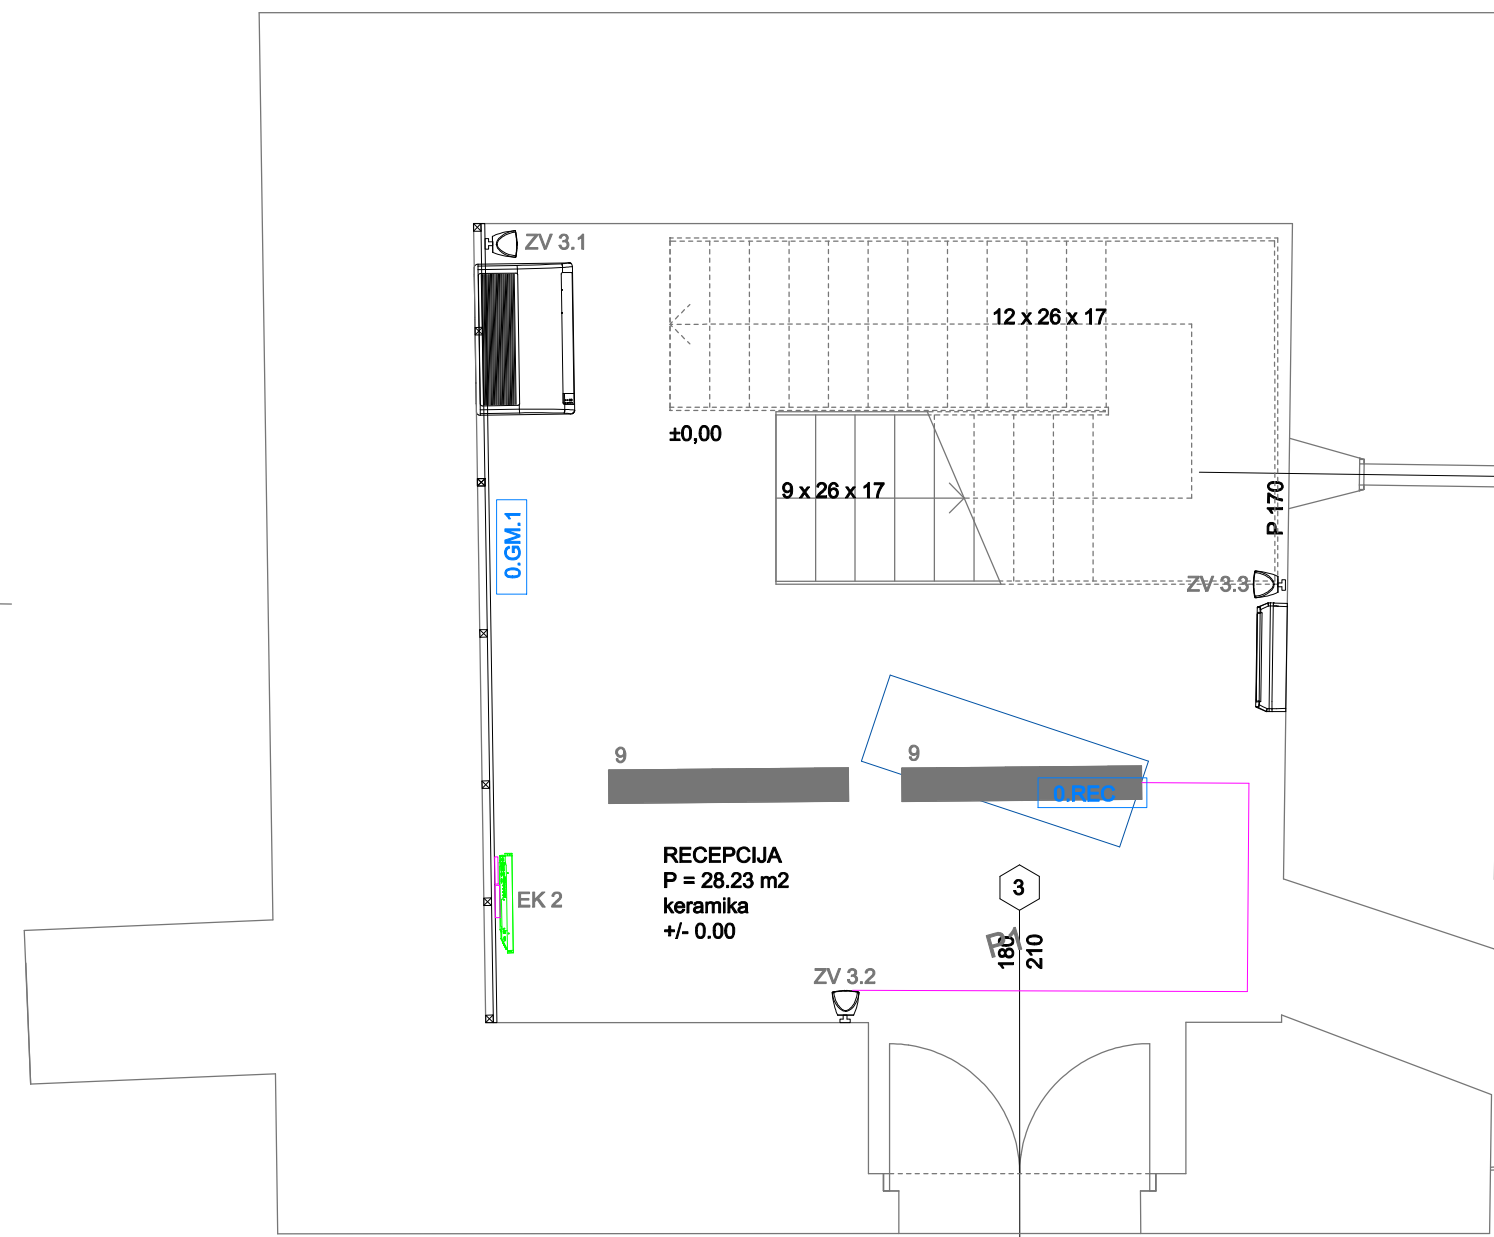 ZV 3.1
12 x 26 x 17
±0,00
9 x 26 x 17
P 170
0.GM.1
ZV 3.3
9
9
0.REC
RECEPCIJA
P = 28.23 m2
keramika
+/- 0.00
EK 2
3
P1
180
210
ZV 3.2